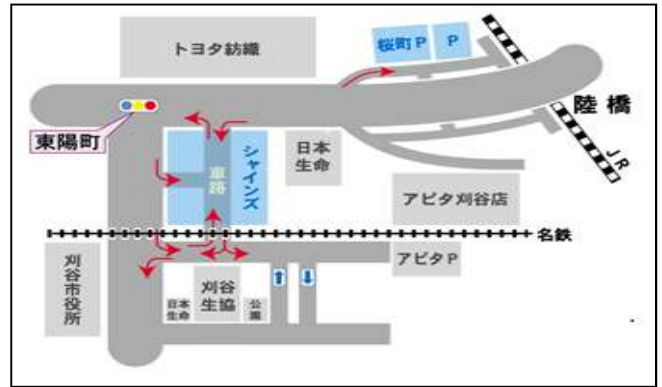 トヨタ紡織
桜町 P
P
陸橋
東陽町
JR
シャインズ
車路
日本
生命
アピタ刈谷店
名鉄
刈谷市役所
アピタ P
日本
生命
刈谷
生協
公園